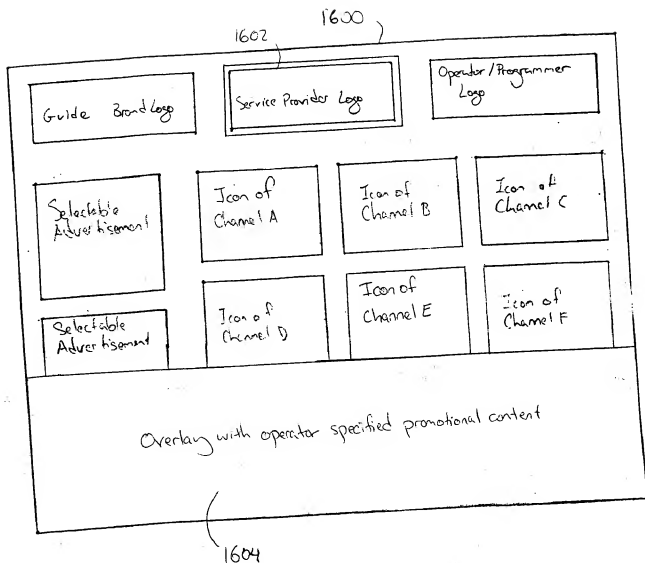 1602
1600
Guide Brand Logo
Service Provider Logo
Operator/Programmer
Logo
Selectable
Advertisement
Icon of
Channel A
Icon of
Channel B
Icon of
Channel C
Selectable
Advertisement
Icon of
Channel D
Icon of
Channel E
Icon of
Channel F
Overlay with operator specified promotional content
1604